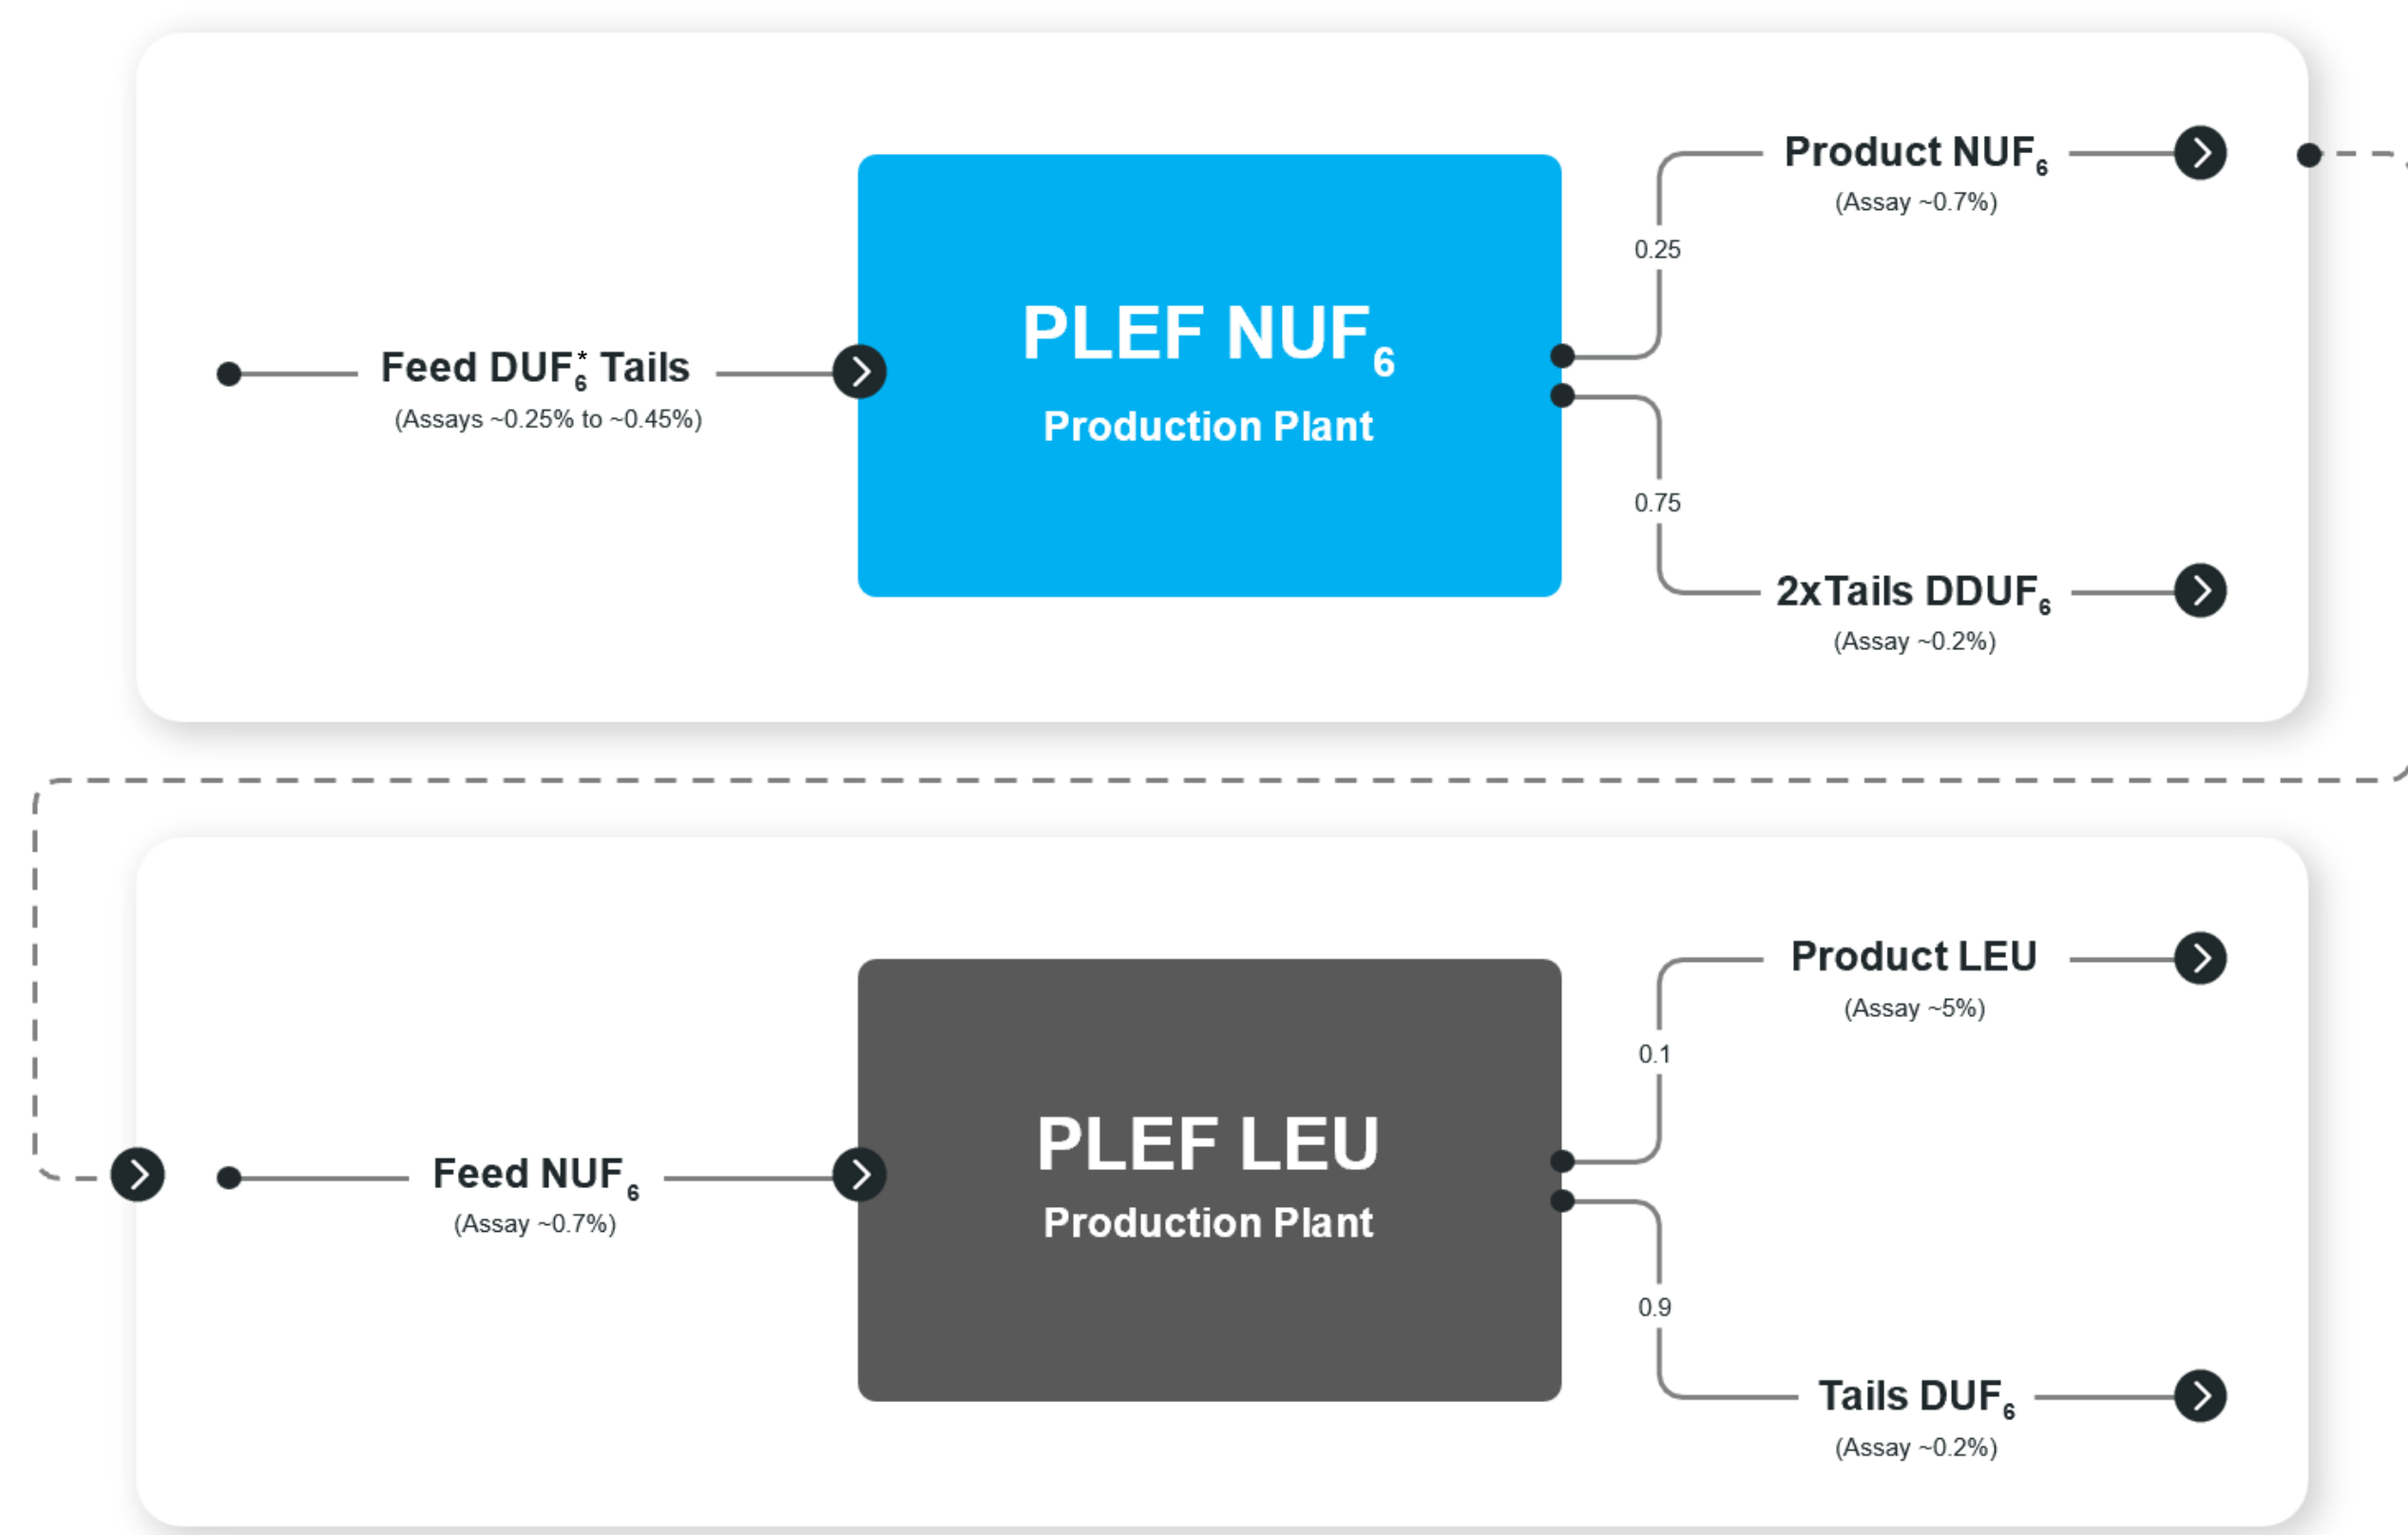 Product NUF₆
(Assay ~0.7%)
0.25
PLEF NUF₆
Production Plant
Feed DUF₆* Tails
(Assays ~0.25% to ~0.45%)
0.75
2xTails DDUF₆
(Assay ~0.2%)
Product LEU
(Assay ~5%)
0.1
PLEF LEU
Production Plant
Feed NUF₆
(Assay ~0.7%)
0.9
Tails DUF₆
(Assay ~0.2%)